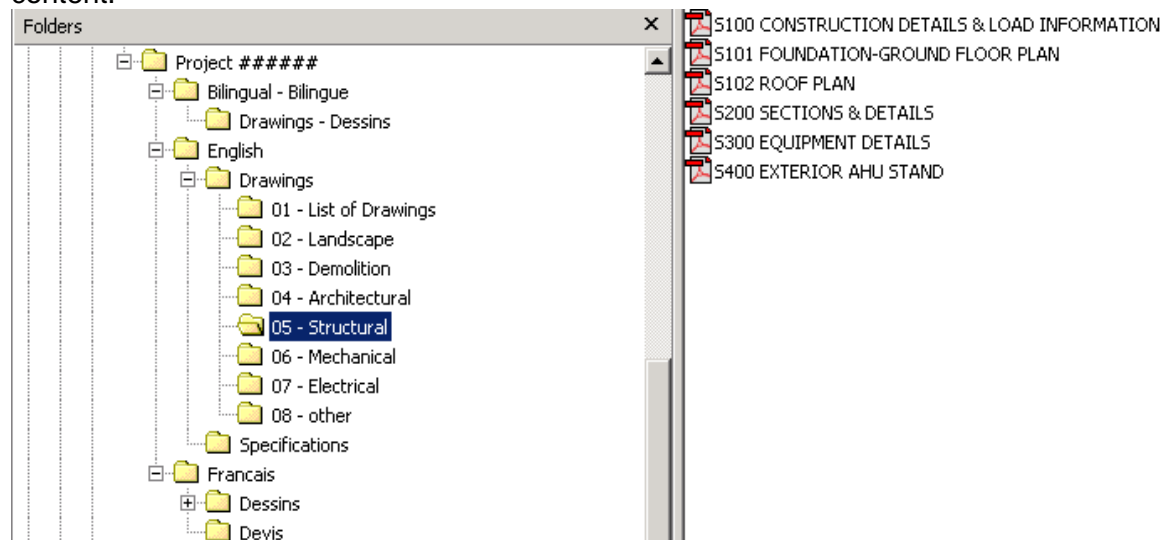 content.
Folders
Project ######
Bilingual - Bilingue
Drawings - Dessins
English
Drawings
01 - List of Drawings
02 - Landscape
03 - Demolition
04 - Architectural
05 - Structural
06 - Mechanical
07 - Electrical
08 - other
Specifications
Francais
Dessins
Devis
S100 CONSTRUCTION DETAILS & LOAD INFORMATION
S101 FOUNDATION-GROUND FLOOR PLAN
S102 ROOF PLAN
S200 SECTIONS & DETAILS
S300 EQUIPMENT DETAILS
S400 EXTERIOR AHU STAND